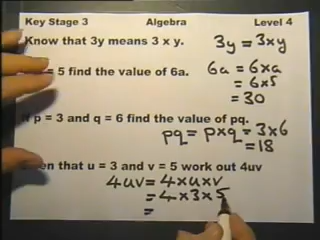 Key Stage 3 Algebra Level 4
Know that 3y means 3 x y.
3y = 3xy
= 5 find the value of 6a.
6a = 6xa
= 6x5
= 30
p = 3 and q = 6 find the value of pq.
pq = pxq = 3x6
= 18
en that u = 3 and v = 5 work out 4uv
4uv = 4xuxv
= 4x3x5
=